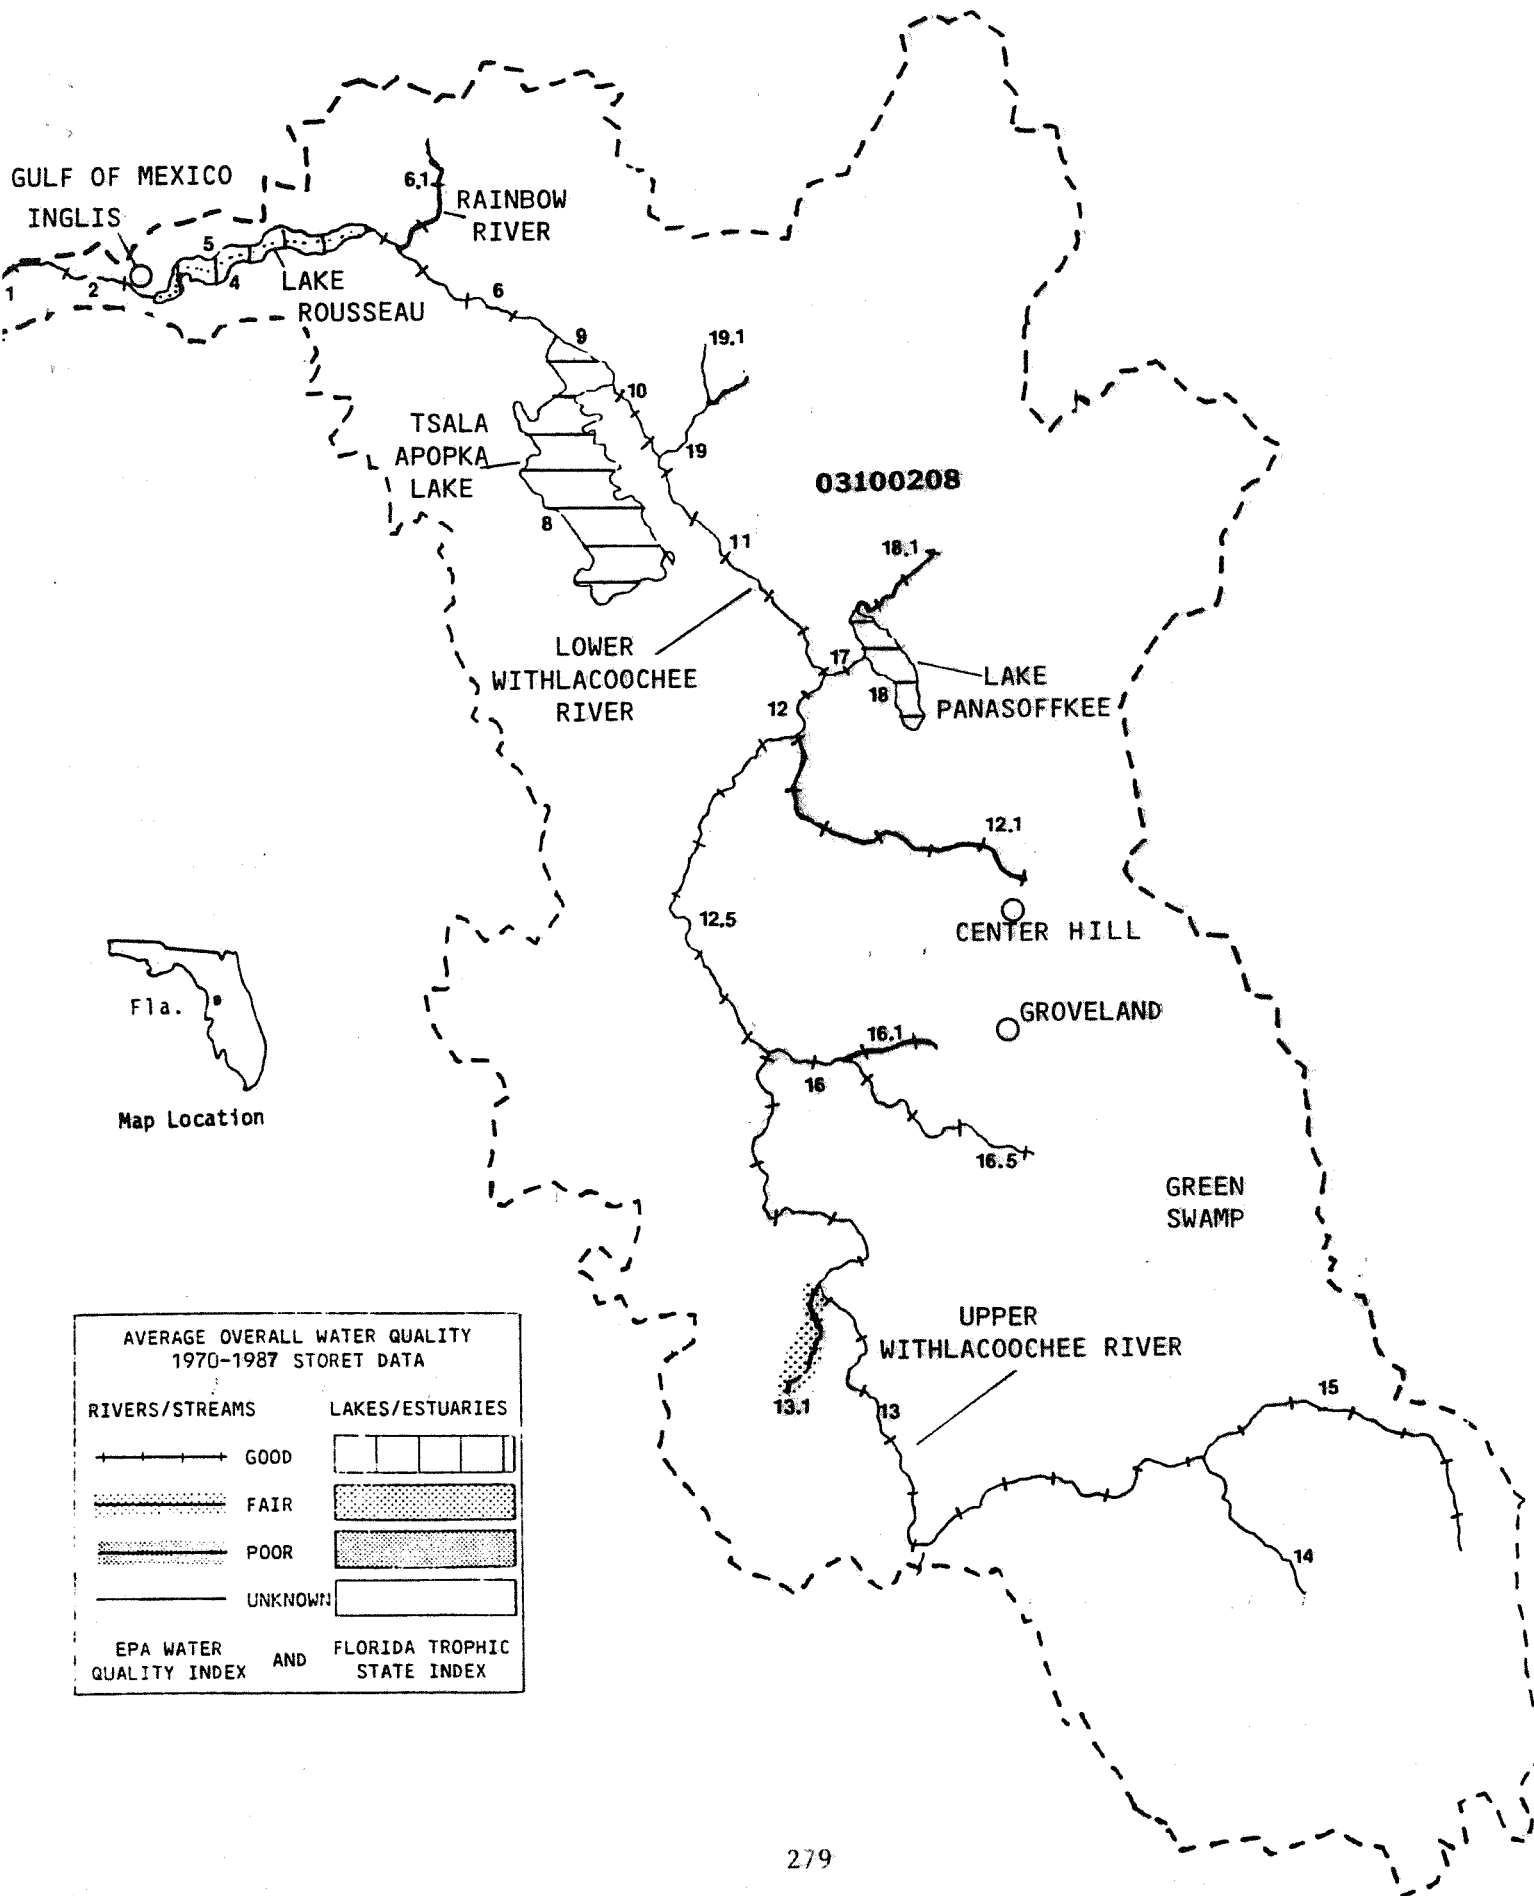 GULF OF MEXICO
INGLIS
6.1
RAINBOW
RIVER
5
4
LAKE
ROUSSEAU
1
2
6
9
19.1
10
TSALA
APOPKA
LAKE
19
03100208
8
11
18.1
LOWER
WITHLACOOCHEE
RIVER
17
18
LAKE
PANASOFFKEE
12
12.1
12.5
CENTER HILL
Fla.
Map Location
GROVELAND
16.1
16
16.5
GREEN
SWAMP
UPPER
WITHLACOOCHEE RIVER
13.1
13
15
14
AVERAGE OVERALL WATER QUALITY
1970-1987 STORET DATA
RIVERS/STREAMS LAKES/ESTUARIES
GOOD
FAIR
POOR
UNKNOWN
EPA WATER
QUALITY INDEX
AND
FLORIDA TROPHIC
STATE INDEX
279